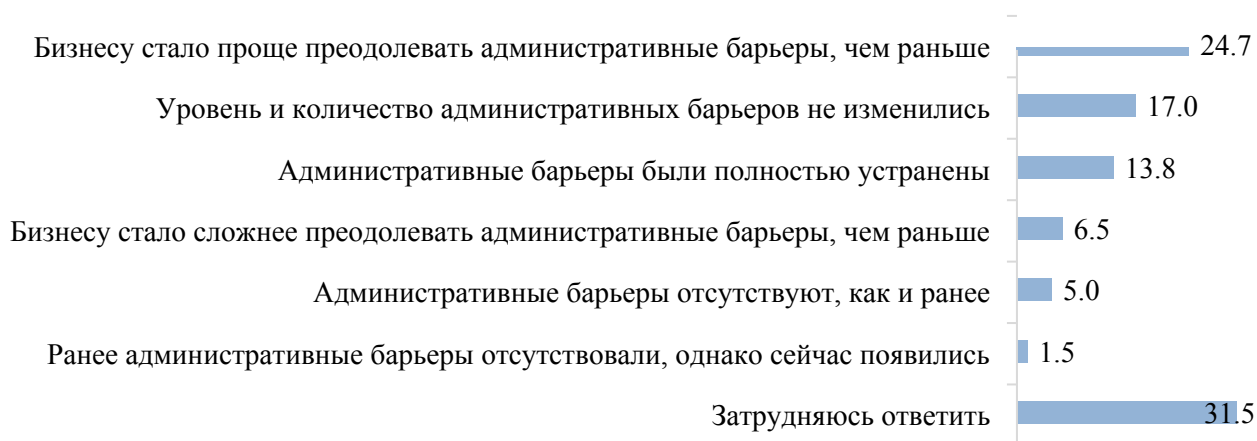 Бизнесу стало проще преодолевать административные барьеры, чем раньше 24.7
Уровень и количество административных барьеров не изменились 17.0
Административные барьеры были полностью устранены 13.8
Бизнесу стало сложнее преодолевать административные барьеры, чем раньше 6.5
Административные барьеры отсутствуют, как и ранее 5.0
Ранее административные барьеры отсутствовали, однако сейчас появились 1.5
Затрудняюсь ответить 31.5